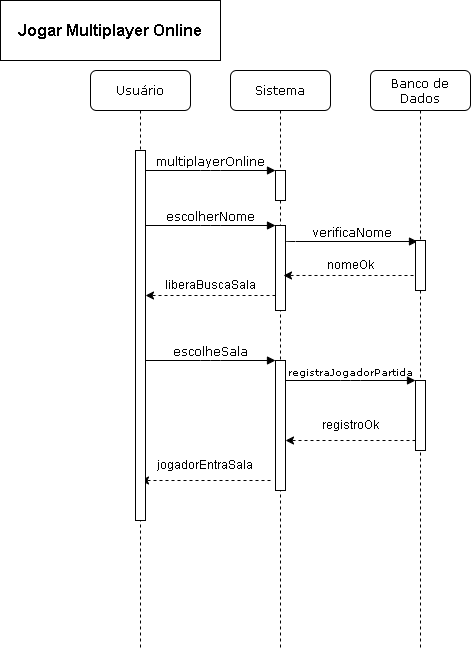 Jogar Multiplayer Online
Usuário
Sistema
Banco de
Dados
multiplayerOnline
escolherNome
verificaNome
nomeOk
liberaBuscaSala
escolheSala
registraJogadorPartida
registroOk
jogadorEntraSala